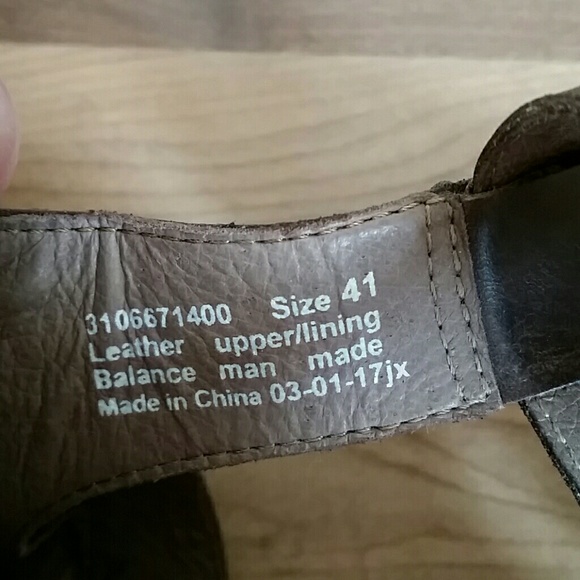 3106671400 Size 41
Leather upper/lining
Balance man made
Made in China 03-01-17jx